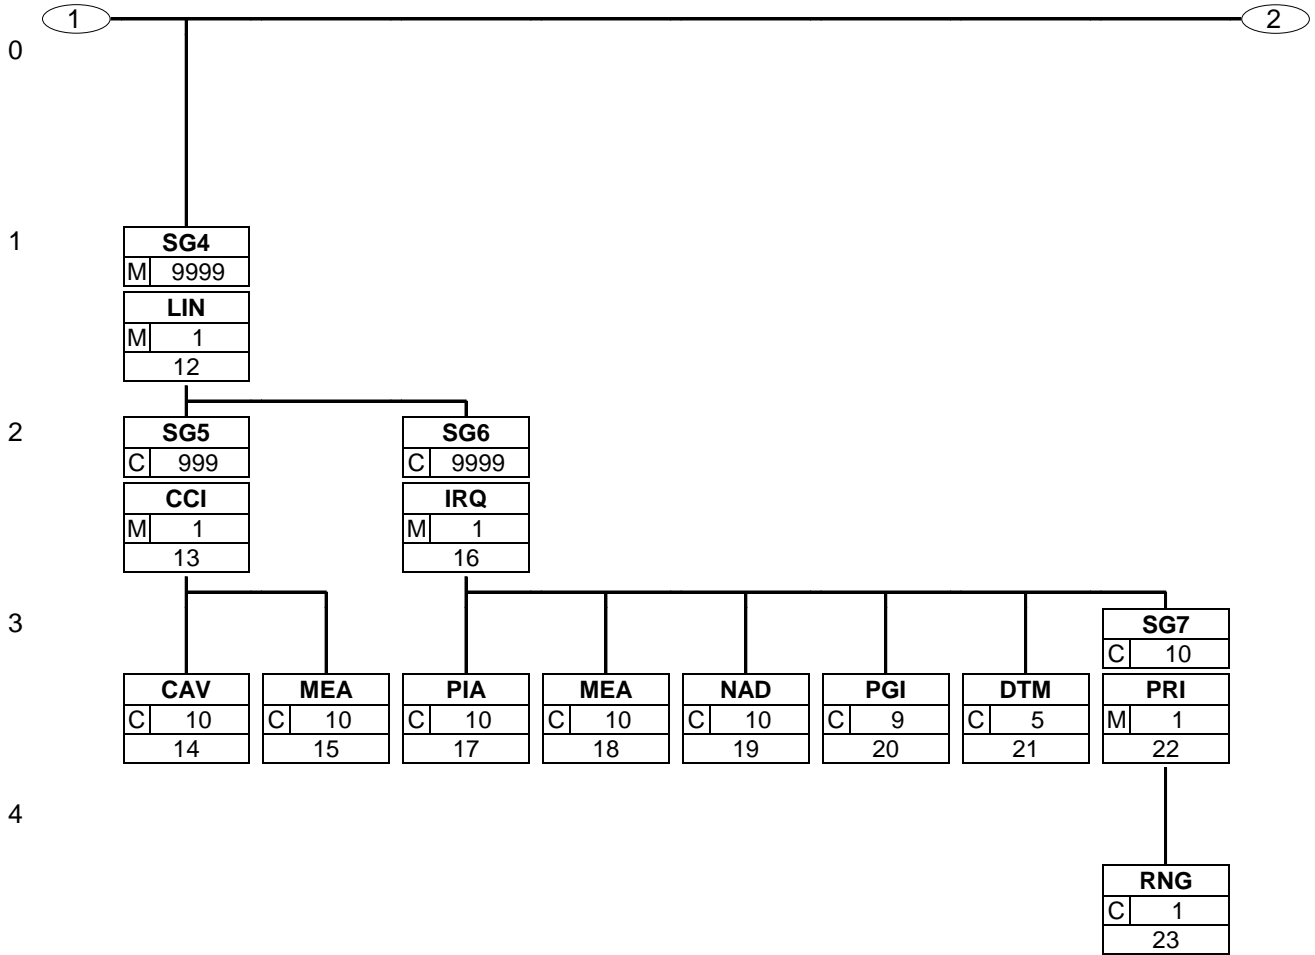 1 2
0
1 SG4
M 9999
LIN
M 1
12
2 SG5 SG6
C 999 C 9999
CCI IRQ
M 1 M 1
13 16
3 SG7
C 10
CAV MEA PIA MEA NAD PGI DTM PRI
C 10 C 10 C 10 C 10 C 10 C 9 C 5 M 1
14 15 17 18 19 20 21 22
4
RNG
C 1
23